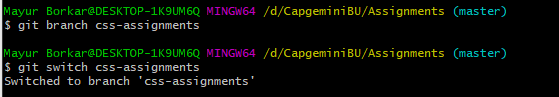 Mayur Borkar@DESKTOP-1K9UM6Q MINGW64 /d/CapgeminiBU/Assignments (master)
$ git branch css-assignments
Mayur Borkar@DESKTOP-1K9UM6Q MINGW64 /d/CapgeminiBU/Assignments (master)
$ git switch css-assignments
Switched to branch 'css-assignments'